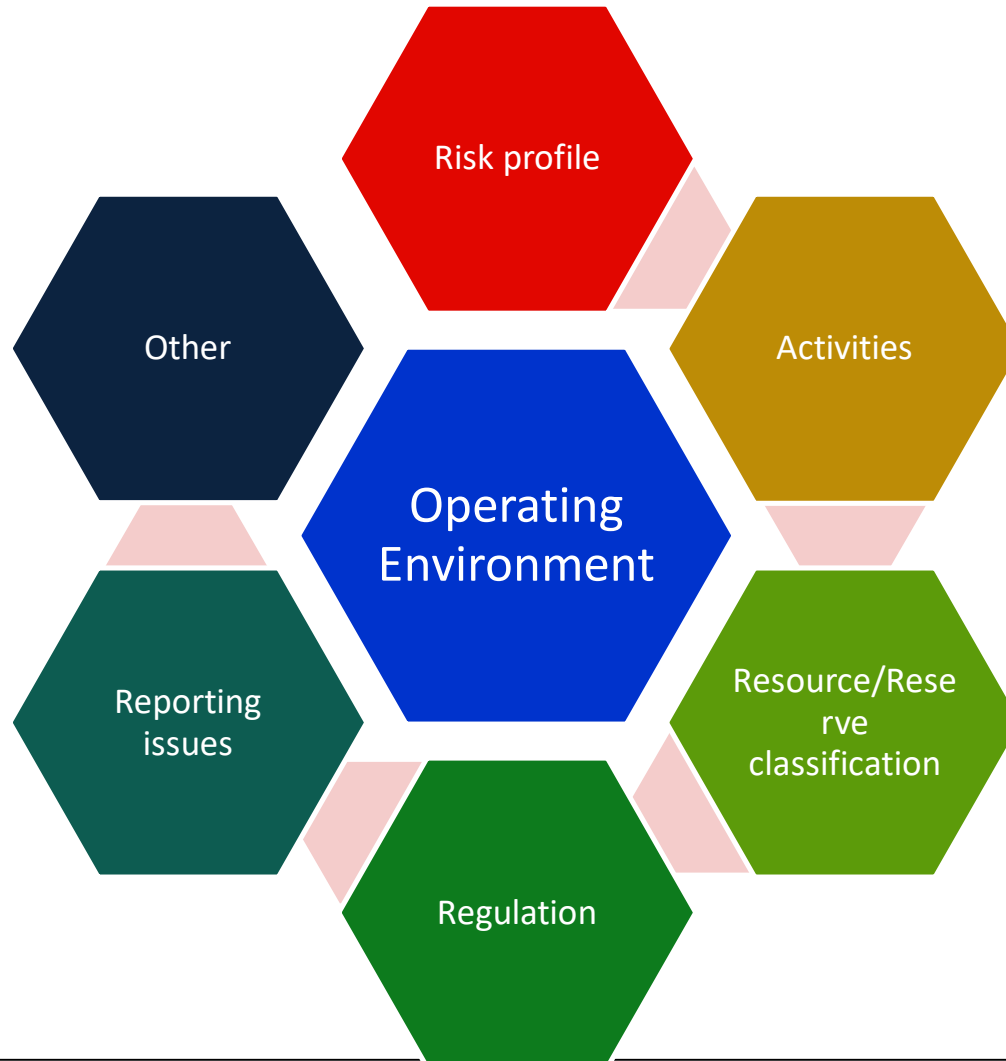 Risk profile
Other
Activities
Operating
Environment
Resource/Rese
rve
classification
Reporting
issues
Regulation